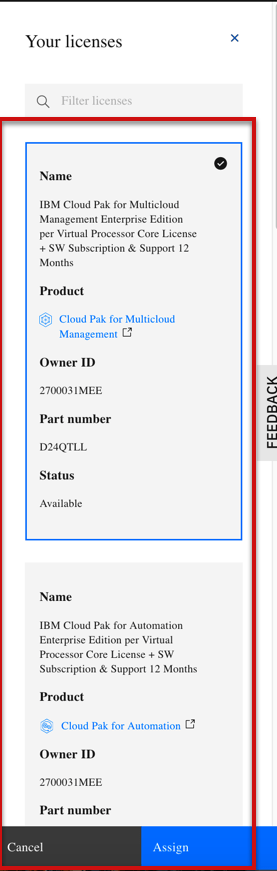 Your licenses
Filter licenses
Name
IBM Cloud Pak for Multicloud
Management Enterprise Edition
per Virtual Processor Core License
+ SW Subscription & Support 12
Months
Product
Cloud Pak for Multicloud
Management
Owner ID
2700031MEE
Part number
D24QTLL
Status
Available
FEEDBACK
Name
IBM Cloud Pak for Automation
Enterprise Edition per Virtual
Processor Core License + SW
Subscription & Support 12 Months
Product
Cloud Pak for Automation
Owner ID
2700031MEE
Part number
Cancel
Assign